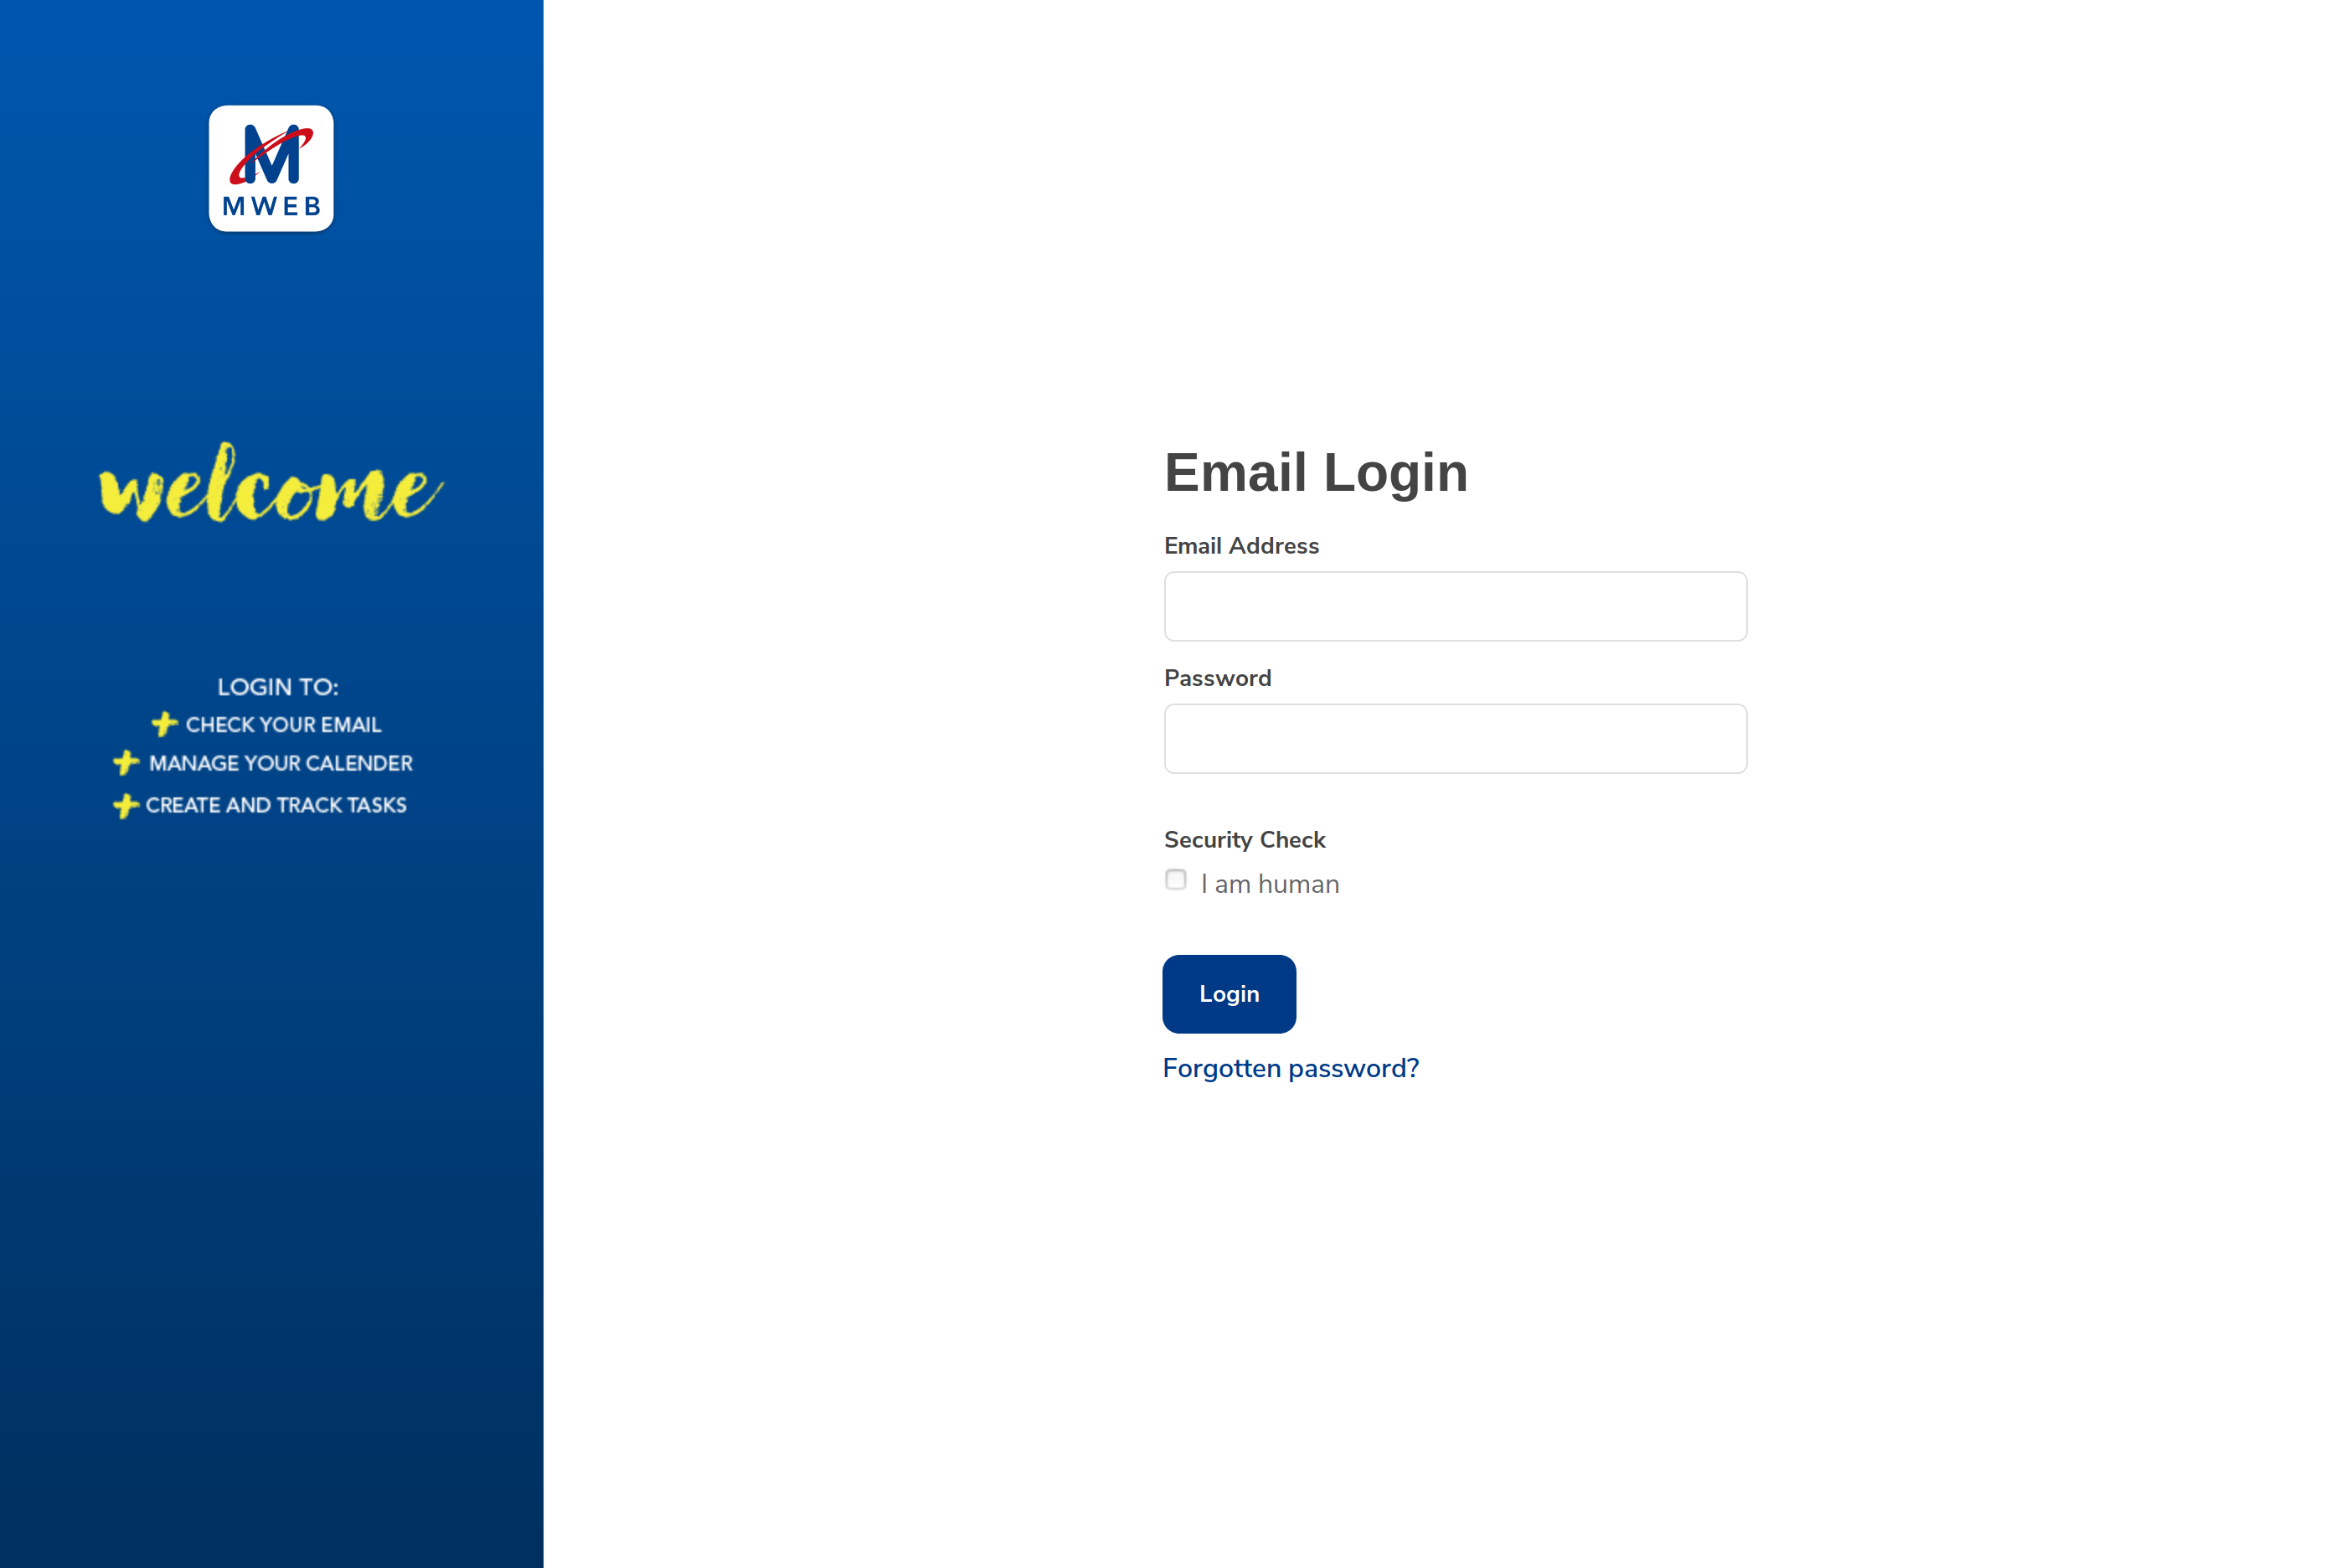 M
MWEB
welcome
LOGIN TO:
CHECK YOUR EMAIL
MANAGE YOUR CALENDER
CREATE AND TRACK TASKS
Email Login
Email Address
Password
Security Check
I am human
Login
Forgotten password?